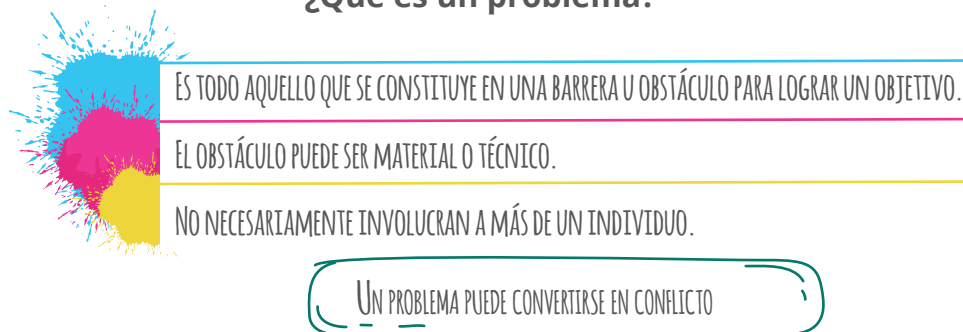 ¿Qué es un problema?
Es todo aquello que se constituye en una barrera u obstáculo para lograr un objetivo.
El obstáculo puede ser material o técnico.
No necesariamente involucran a más de un individuo.
Un problema puede convertirse en conflicto